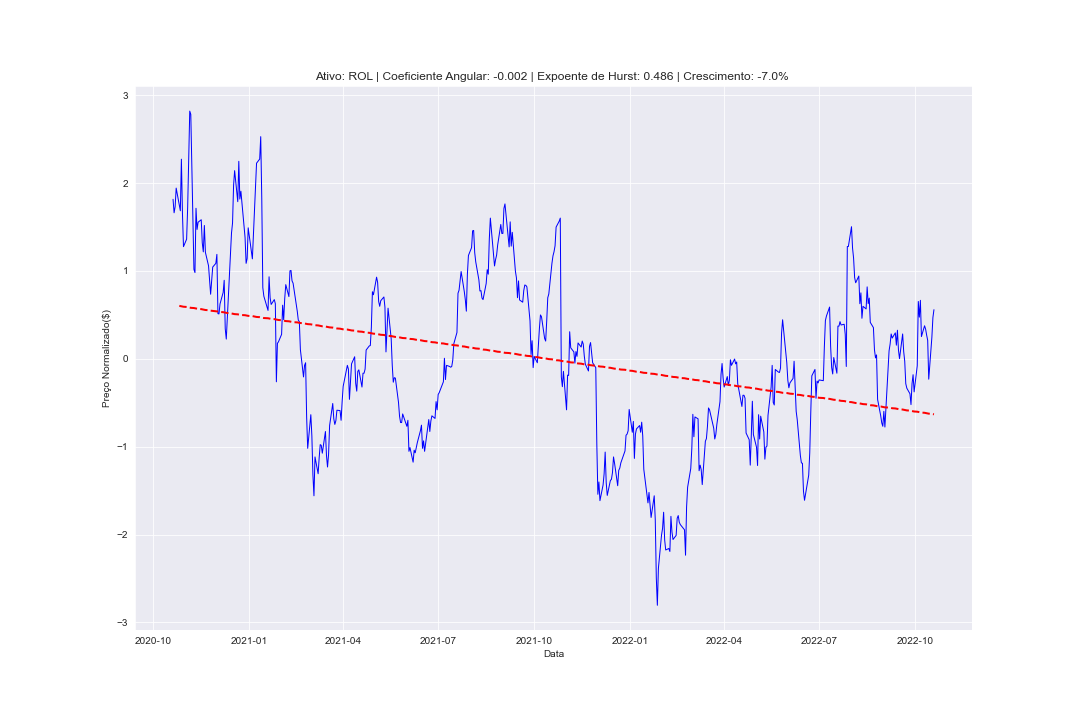 Ativo: ROL | Coeficiente Angular: -0.002 | Expoente de Hurst: 0.486 | Crescimento: -7.0%
Preço Normalizado($)
3
2
1
0
−1
−2
−3
2020-10 2021-01 2021-04 2021-07 2021-10 2022-01 2022-04 2022-07 2022-10
Data